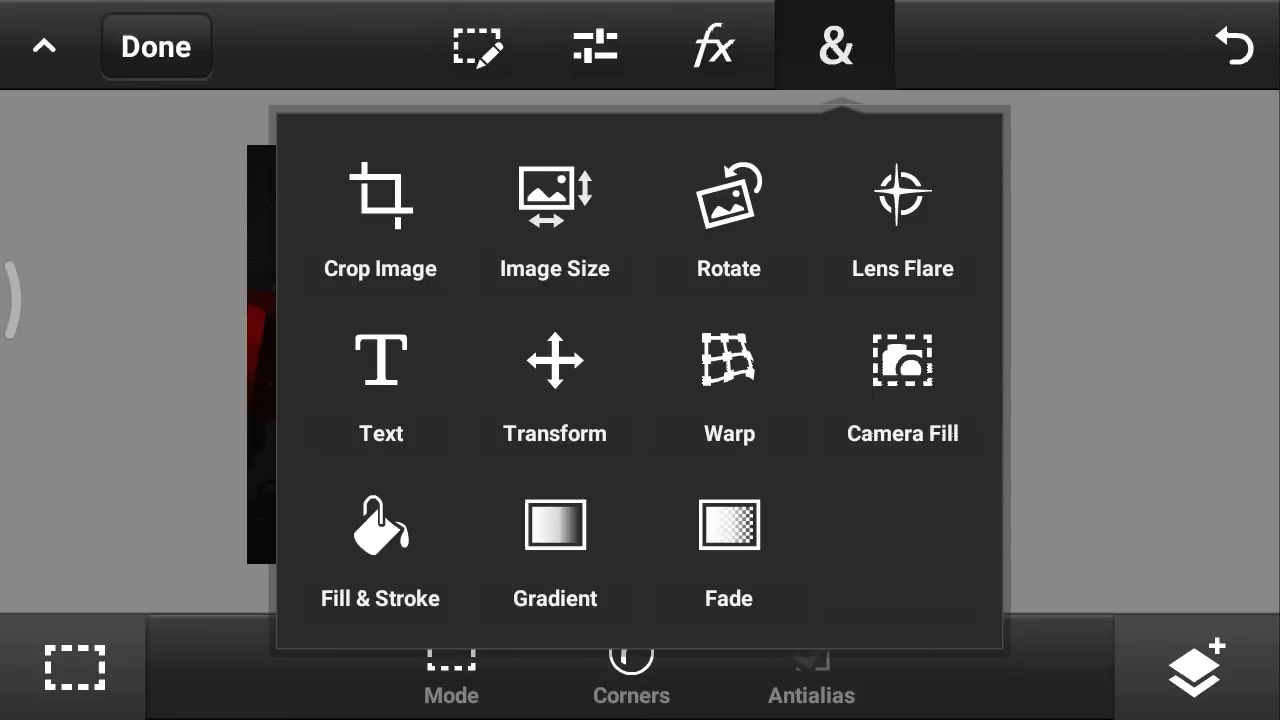 Done fx &
Crop Image Image Size Rotate Lens Flare
T
Text Transform Warp Camera Fill
Fill & Stroke Gradient Fade
Mode Corners Antialias